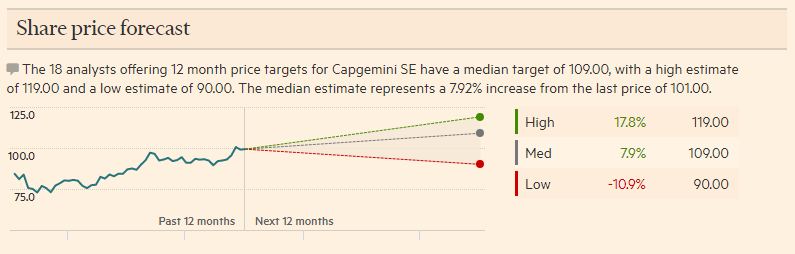 Share price forecast
The 18 analysts offering 12 month price targets for Capgemini SE have a median target of 109.00, with a high estimate
of 119.00 and a low estimate of 90.00. The median estimate represents a 7.92% increase from the last price of 101.00.
125.0
100.00
75.0
Past 12 months Next 12 months
High 17.8% 119.00
Med 7.9% 109.00
Low -10.9% 90.00